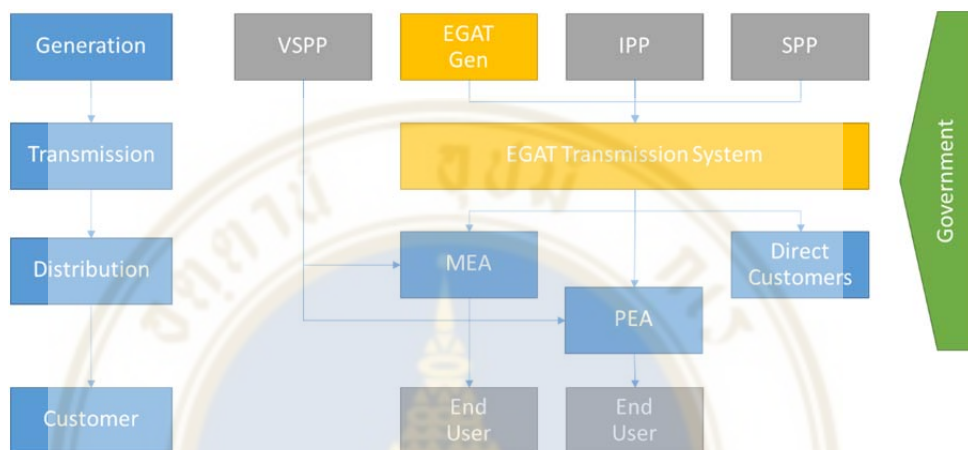 Generation
VSPP
EGAT
Gen
IPP
SPP
Transmission
EGAT Transmission System
Government
Distribution
MEA
Direct
Customers
PEA
Customer
End
User
End
User